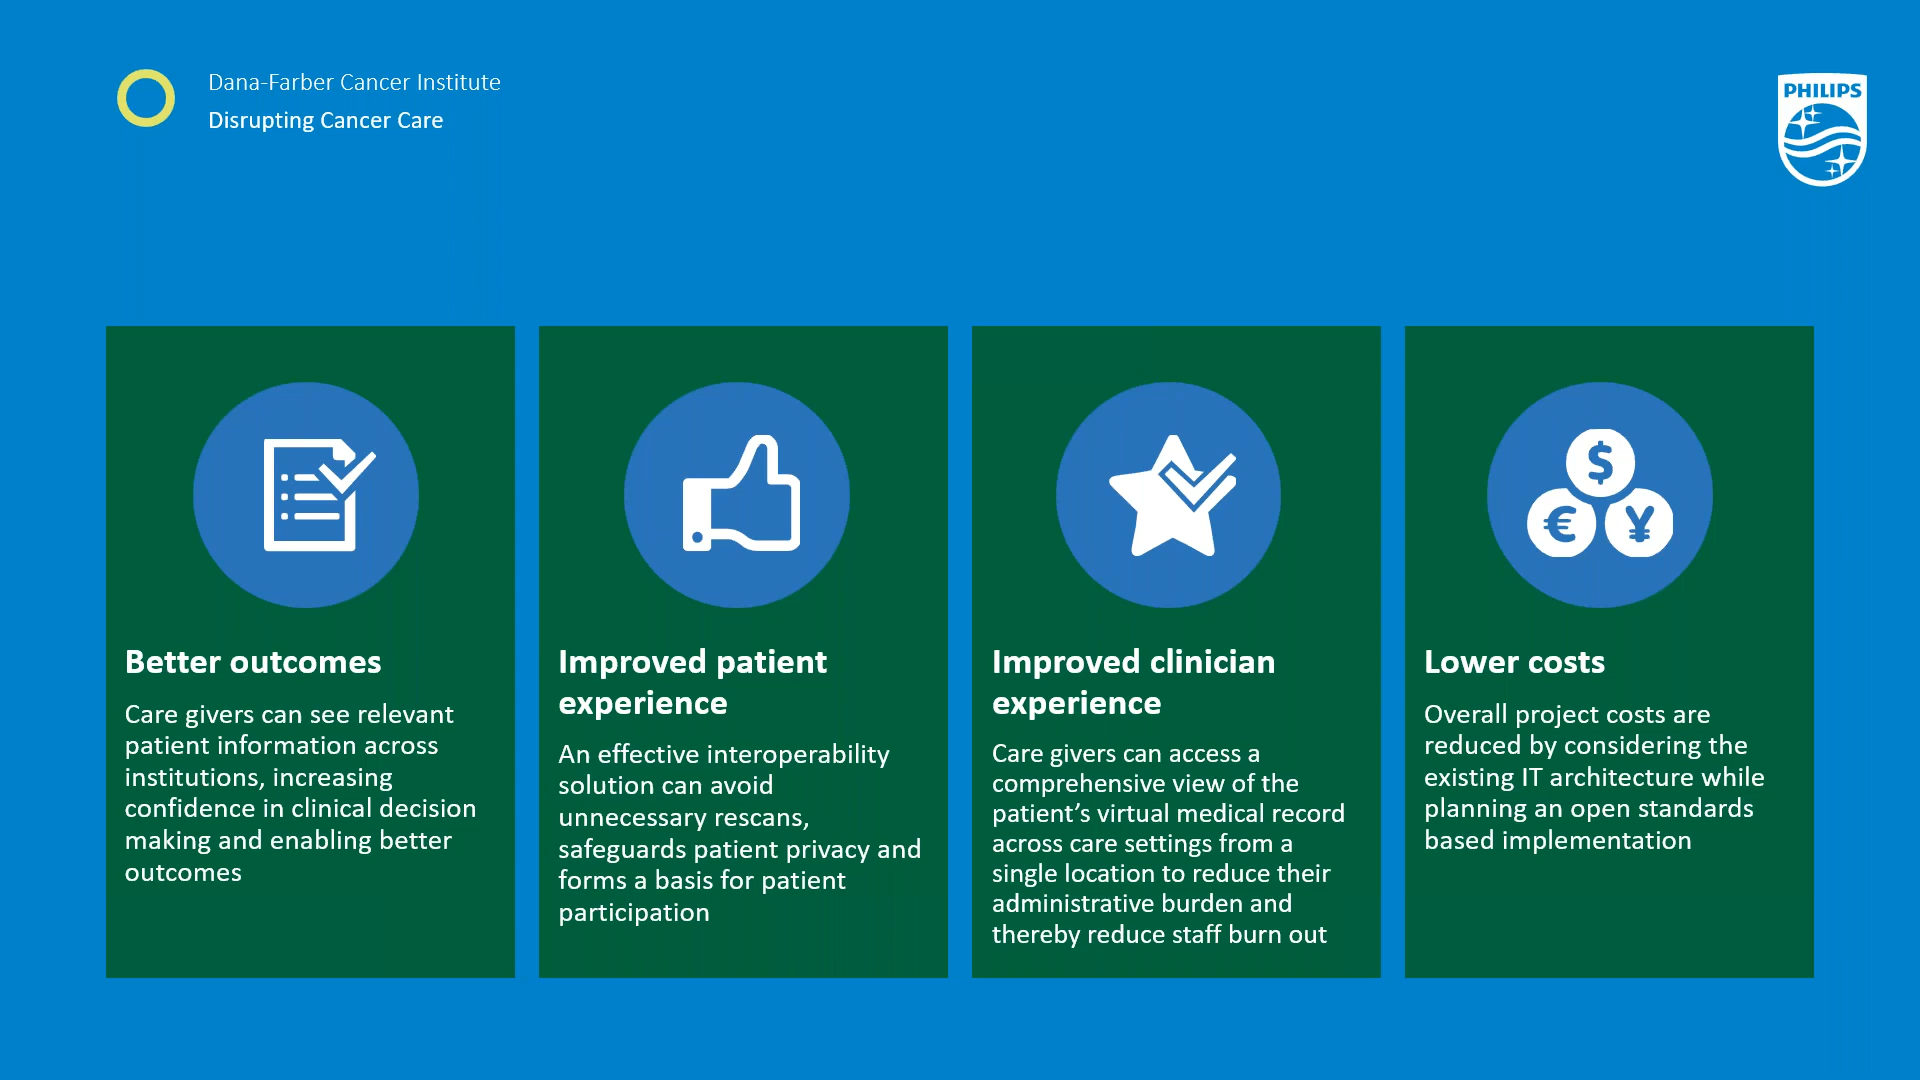 Dana-Farber Cancer Institute
Disrupting Cancer Care
PHILIPS
$
€ ¥
Better outcomes
Care givers can see relevant
patient information across
institutions, increasing
confidence in clinical decision
making and enabling better
outcomes
Improved patient
experience
An effective interoperability
solution can avoid
unnecessary rescans,
safeguards patient privacy and
forms a basis for patient
participation
Improved clinician
experience
Care givers can access a
comprehensive view of the
patient’s virtual medical record
across care settings from a
single location to reduce their
administrative burden and
thereby reduce staff burn out
Lower costs
Overall project costs are
reduced by considering the
existing IT architecture while
planning an open standards
based implementation